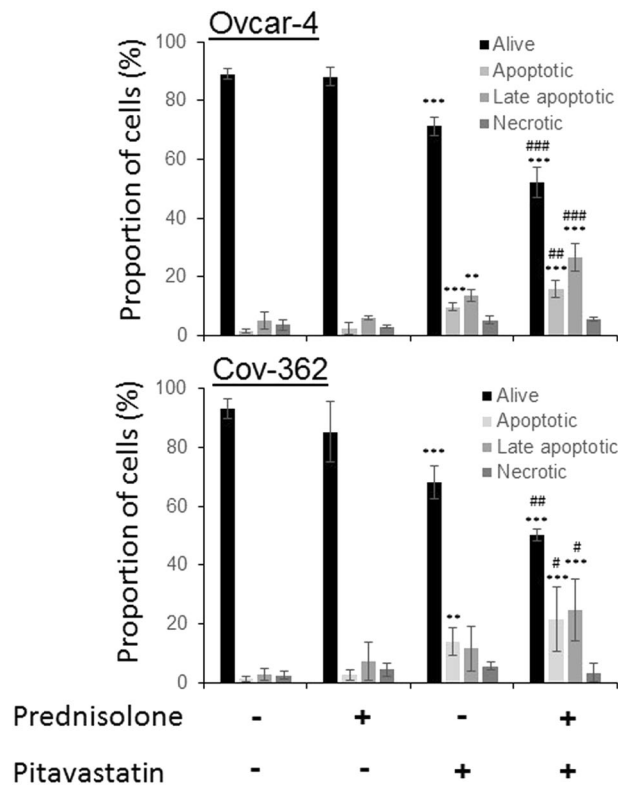 Ovcar-4
Proportion of cells (%)
100
80
60
40
20
0
Alive
Apoptotic
Late apoptotic
Necrotic
•••
••• ••
###
•••
##
•••
###
•••
Cov-362
Proportion of cells (%)
100
80
60
40
20
0
Alive
Apoptotic
Late apoptotic
Necrotic
•••
••
##
•••
#
•••
#
•••
Prednisolone - + - +
Pitavastatin - - + +